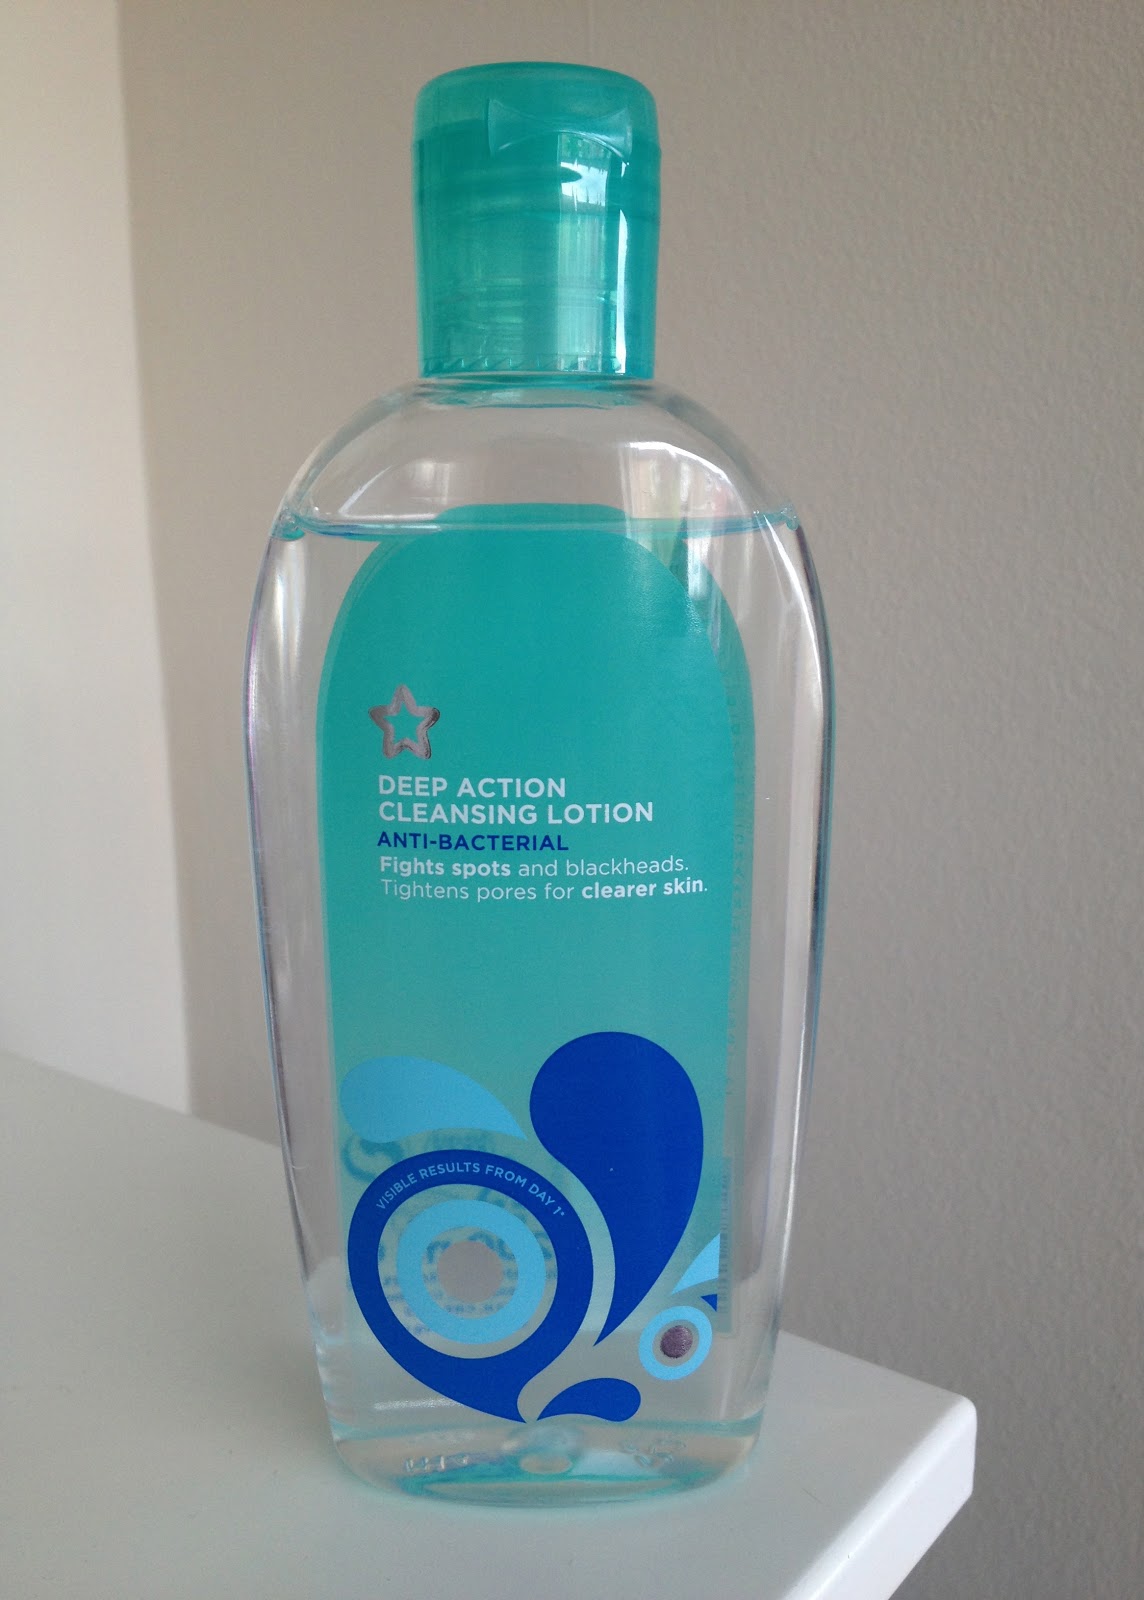 DEEP ACTION
CLEANSING LOTION
ANTI-BACTERIAL
Fights spots and blackheads.
Tightens pores for clearer skin.
VISIBLE RESULTS FROM DAY 1*